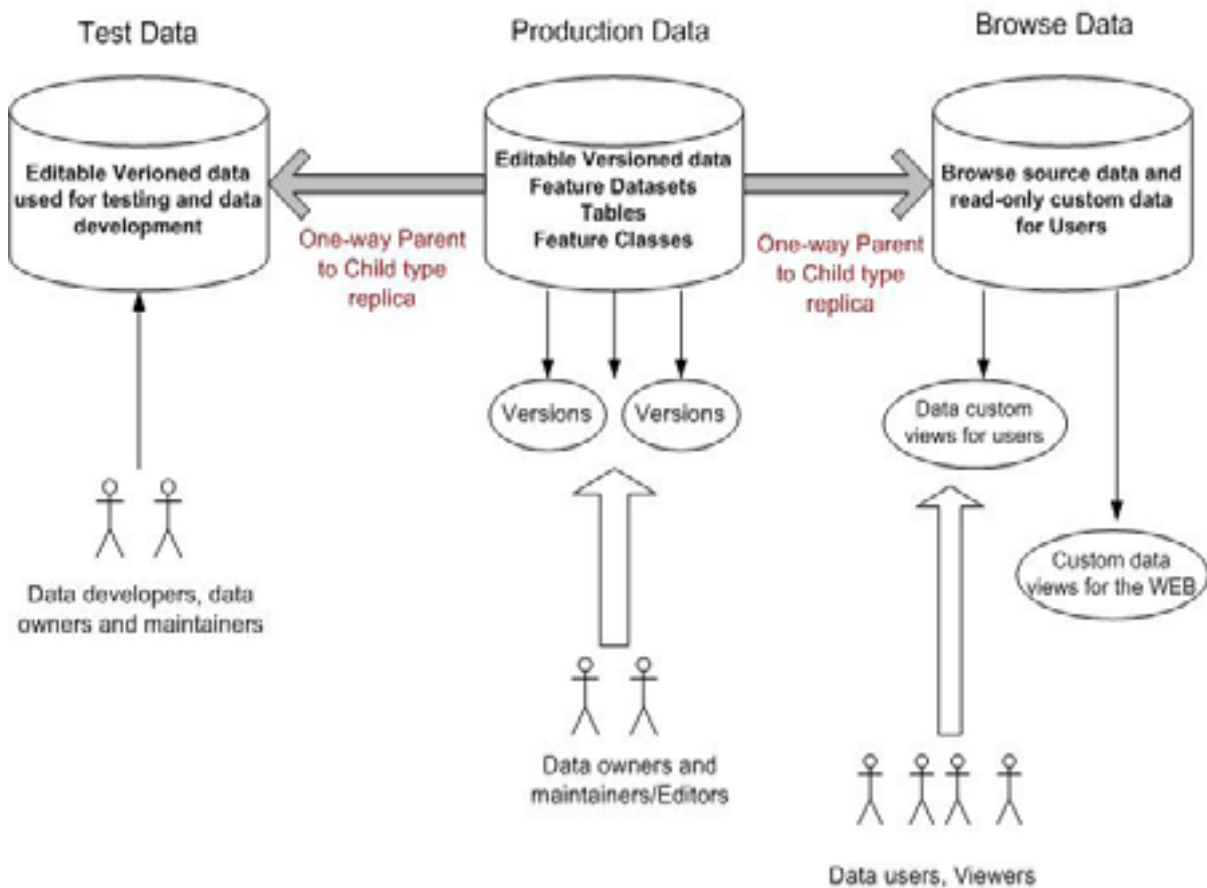 Test Data
Production Data
Browse Data
Editable Verioned data
used for testing and data
development
Editable Versioned data
Feature Datasets
Tables
Feature Classes
Browse source data and
read-only custom data
for Users
One-way Parent
to Child type
replica
One-way Parent
to Child type
replica
Versions
Versions
Data custom
views for users
Custom data
views for the WEB
Data developers, data
owners and maintainers
Data owners and
maintainers/Editors
Data users, Viewers